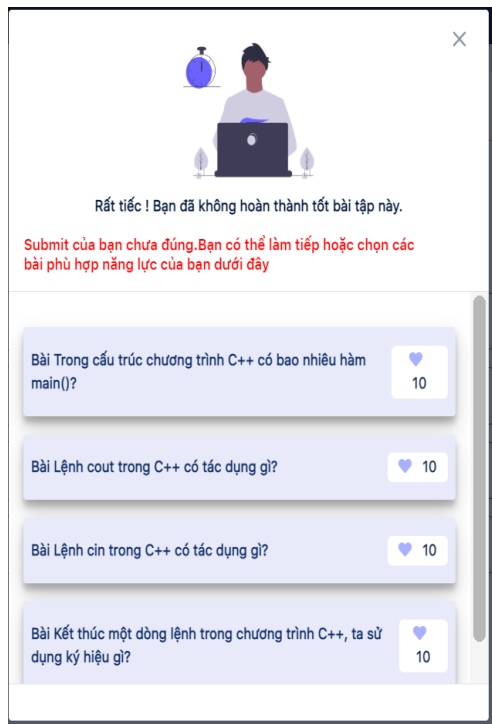 Rất tiếc ! Bạn đã không hoàn thành tốt bài tập này.
Submit của bạn chưa đúng.Bạn có thể làm tiếp hoặc chọn các
bài phù hợp năng lực của bạn dưới đây
Bài Trong cấu trúc chương trình C++ có bao nhiêu hàm
main()?
10
Bài Lệnh cout trong C++ có tác dụng gì?
10
Bài Lệnh cin trong C++ có tác dụng gì?
10
Bài Kết thúc một dòng lệnh trong chương trình C++, ta sử
dụng ký hiệu gì?
10